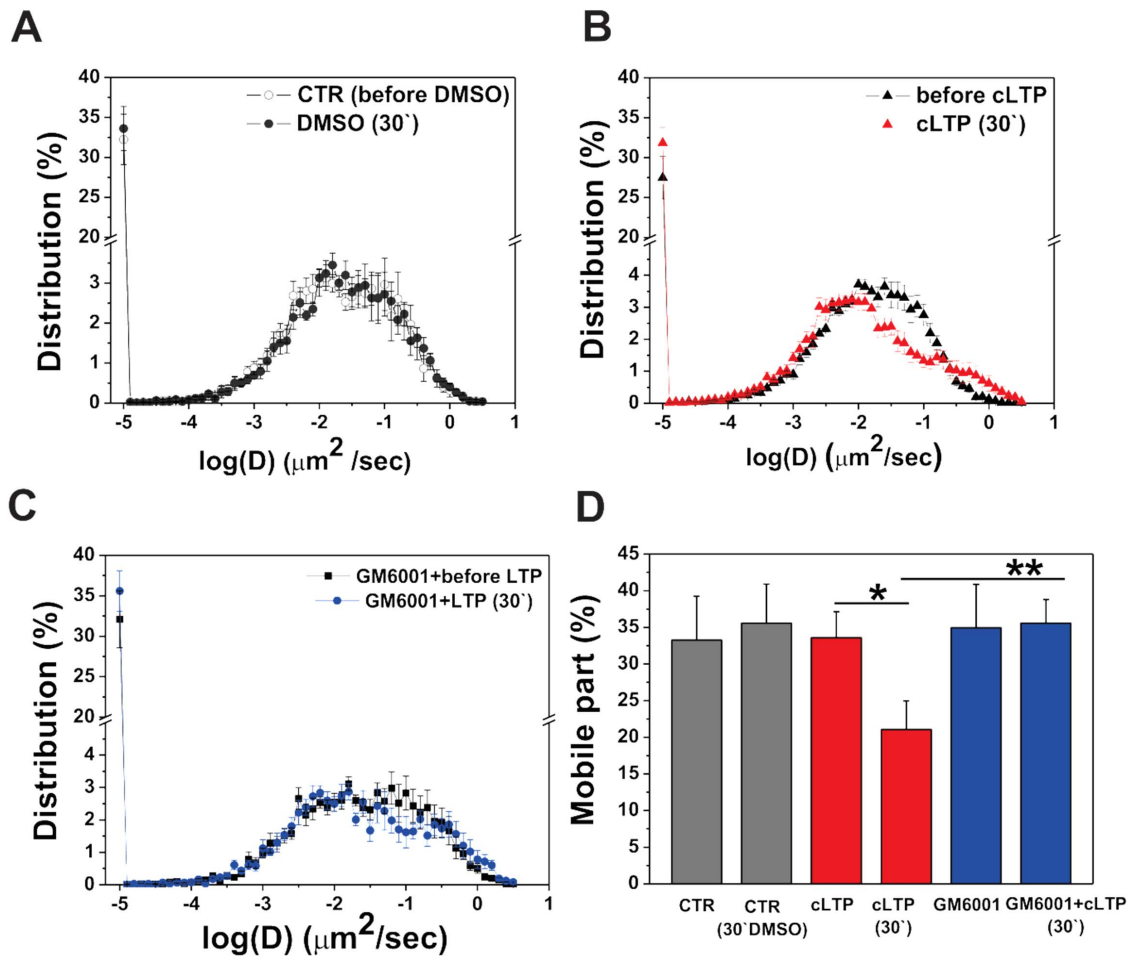 A
Distribution (%)
40
35
30
25
20
4
3
2
1
0
CTR (before DMSO)
DMSO (30`)
-5
-4
-3
-2
-1
0
1
log(D) (μm2 /sec)
B
Distribution (%)
40
35
30
25
20
5
4
3
2
1
0
before cLTP
cLTP (30`)
-5
-4
-3
-2
-1
0
1
log(D) (μm2/sec)
C
Distribution (%)
40
35
30
25
20
4
3
2
1
0
GM6001+before LTP
GM6001+LTP (30`)
-5
-4
-3
-2
-1
0
1
log(D) (μm2/sec)
D
Mobile part (%)
45
40
35
30
25
20
15
10
5
0
*
**
CTR
CTR
(30`DMSO)
cLTP
cLTP
(30`)
GM6001
GM6001+cLTP
(30`)